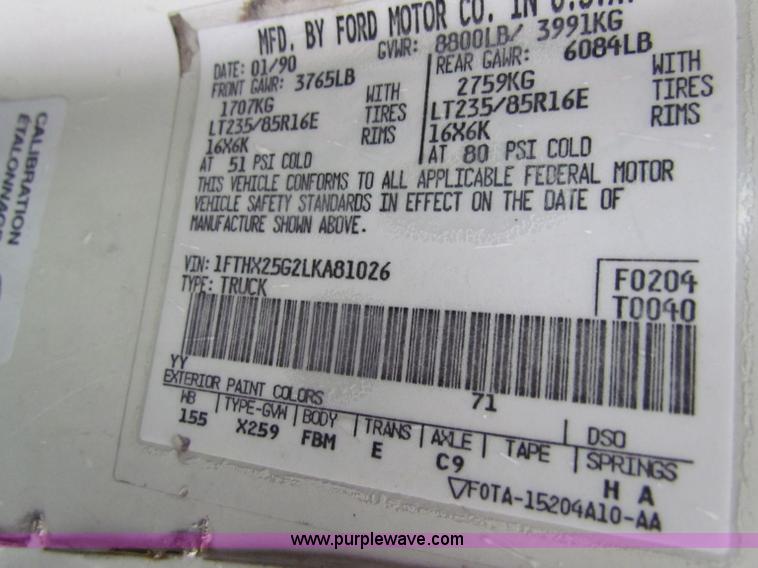 MFD. BY FORD MOTOR CO. IN U.S.A.
DATE: 01/90 GVWR: 8800LB/ 3991KG
FRONT GAWR: 3765LB REAR GAWR: 6084LB
1707KG WITH 2759KG WITH
LT235/85R16E TIRES LT235/85R16E TIRES
16X6K RIMS 16X6K RIMS
AT 51 PSI COLD AT 80 PSI COLD
THIS VEHICLE CONFORMS TO ALL APPLICABLE FEDERAL MOTOR
VEHICLE SAFETY STANDARDS IN EFFECT ON THE DATE OF
MANUFACTURE SHOWN ABOVE.
VIN: 1FTHX25G2LKA81026 F0204
TYPE: TRUCK T0040
YY 71
EXTERIOR PAINT COLORS DSO
WB TYPE-GVW BODY TRANS AXLE TAPE SPRINGS
155 X259 FBM E C9 H A
F0TA-15204A10-AA
CALIBRATION
www.purplewave.com